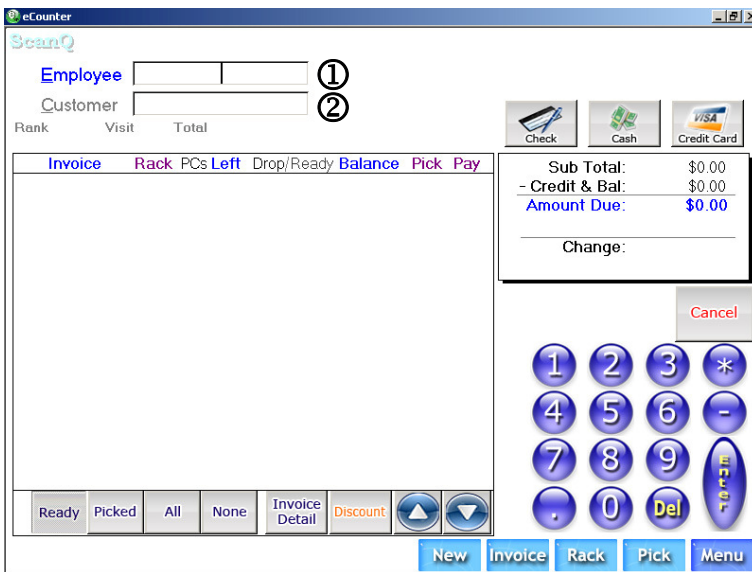 eCounter
ScanQ
Employee ①
Customer ②
Rank Visit Total
Check Cash VISA Credit Card
Invoice Rack PCs Left Drop/Ready Balance Pick Pay
Sub Total: $0.00
- Credit & Bal: $0.00
Amount Due: $0.00
Change:
Cancel
1 2 3 *
4 5 6 -
7 8 9 Enter
. 0 Del
Ready Picked All None Invoice Detail Discount
New Invoice Rack Pick Menu